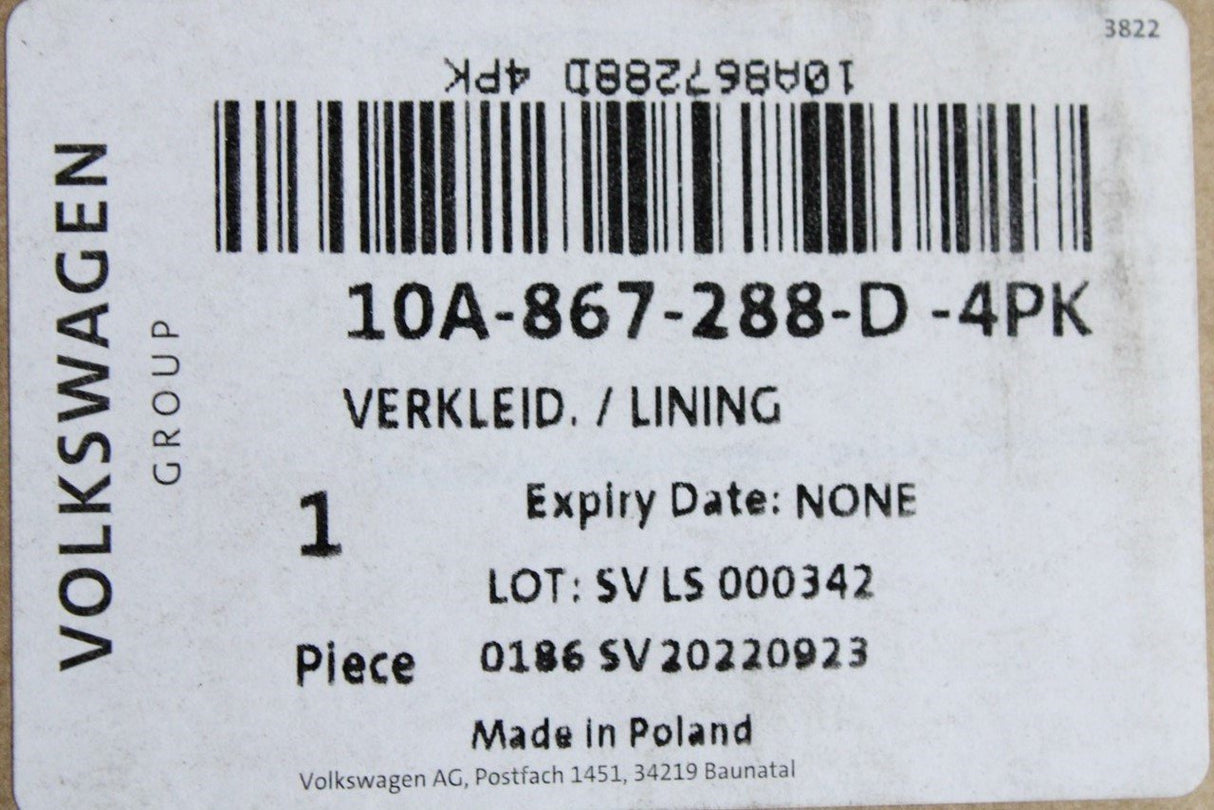 3822
10A867288D 4PK
VOLKSWAGEN
GROUP
10A-867-288-D -4PK
VERKLEID. / LINING
1
Expiry Date: NONE
LOT: SV LS 000342
Piece 0186 SV 20220923
Made in Poland
Volkswagen AG, Postfach 1451, 34219 Baunatal